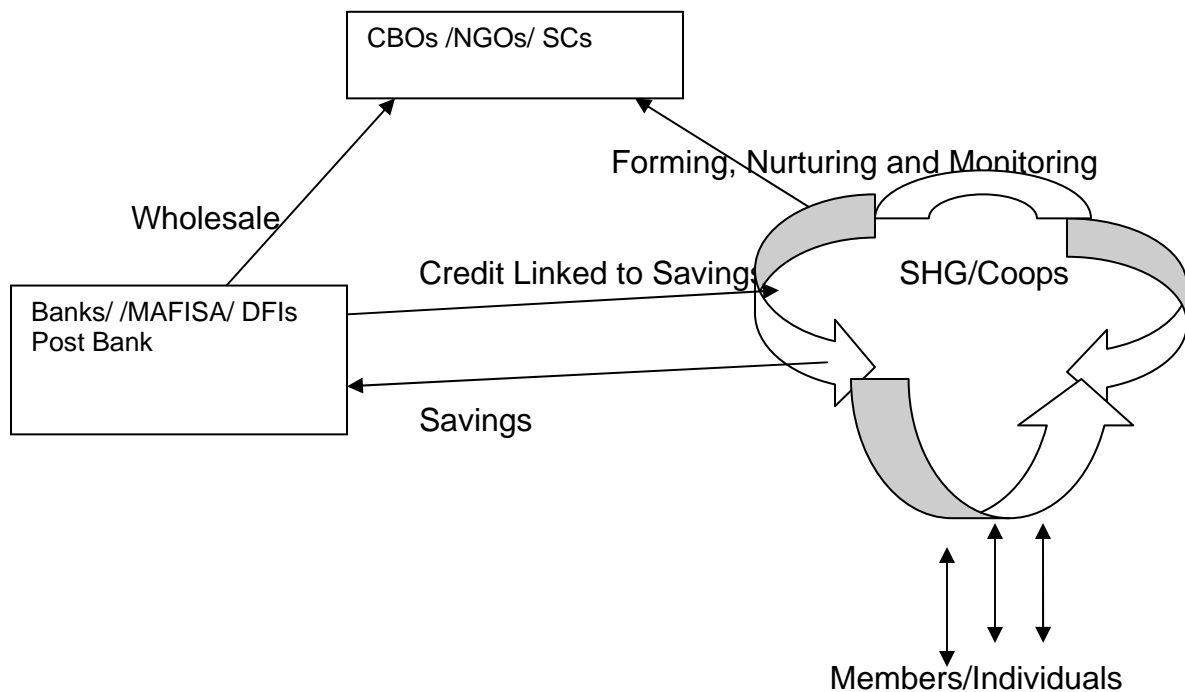 CBOs /NGOs/ SCs
Forming, Nurturing and Monitoring
Wholesale
Credit Linked to Savings
SHG/Coops
Banks/ /MAFISA/ DFIs
Post Bank
Savings
Members/Individuals